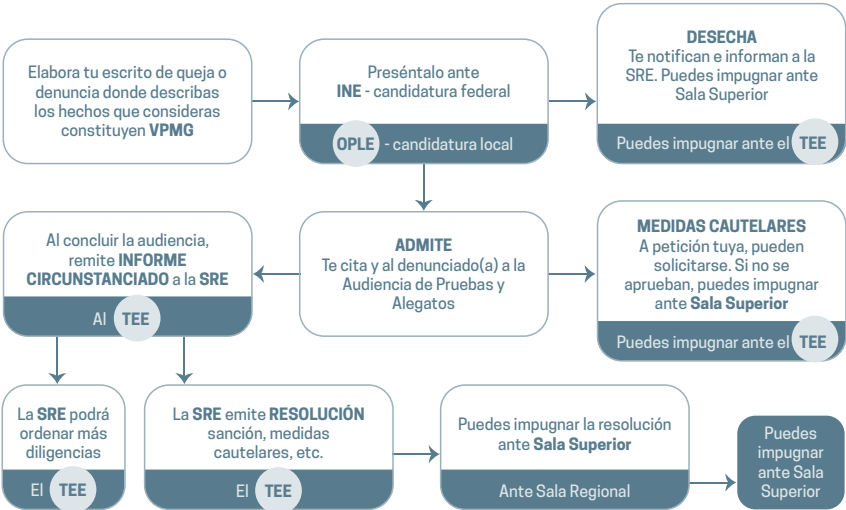 Elabora tu escrito de queja o
denuncia donde describas
los hechos que consideras
constituyen VPMG
Preséntalo ante
INE - candidatura federal
OPLE - candidatura local
DESECHA
Te notifican e informan a la
SRE. Puedes impugnar ante
Sala Superior
Puedes impugnar ante el TEE
Al concluir la audiencia,
remite INFORME
CIRCUNSTANCIADO a la SRE
Al TEE
ADMITE
Te cita y al denunciado(a) a la
Audiencia de Pruebas y
Alegatos
MEDIDAS CAUTELARES
A petición tuya, pueden
solicitarse. Si no se
aprueban, puedes impugnar
ante Sala Superior
Puedes impugnar ante el TEE
La SRE podrá
ordenar más
diligencias
El TEE
La SRE emite RESOLUCIÓN
sanción, medidas
cautelares, etc.
El TEE
Puedes impugnar la resolución
ante Sala Superior
Ante Sala Regional
Puedes
impugnar
ante Sala
Superior